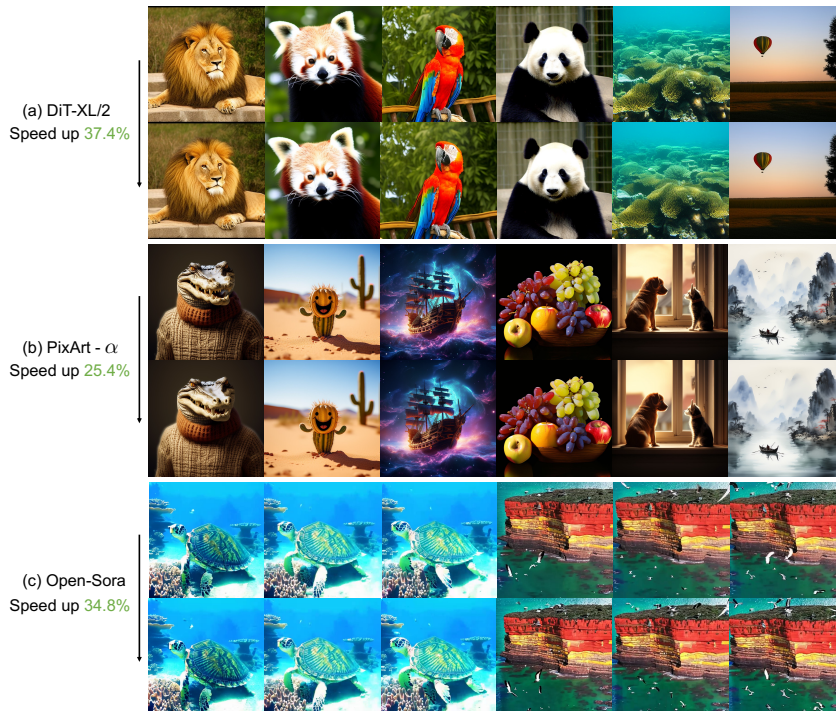 (a) DiT-XL/2
Speed up 37.4%
(b) PixArt - α
Speed up 25.4%
(c) Open-Sora
Speed up 34.8%